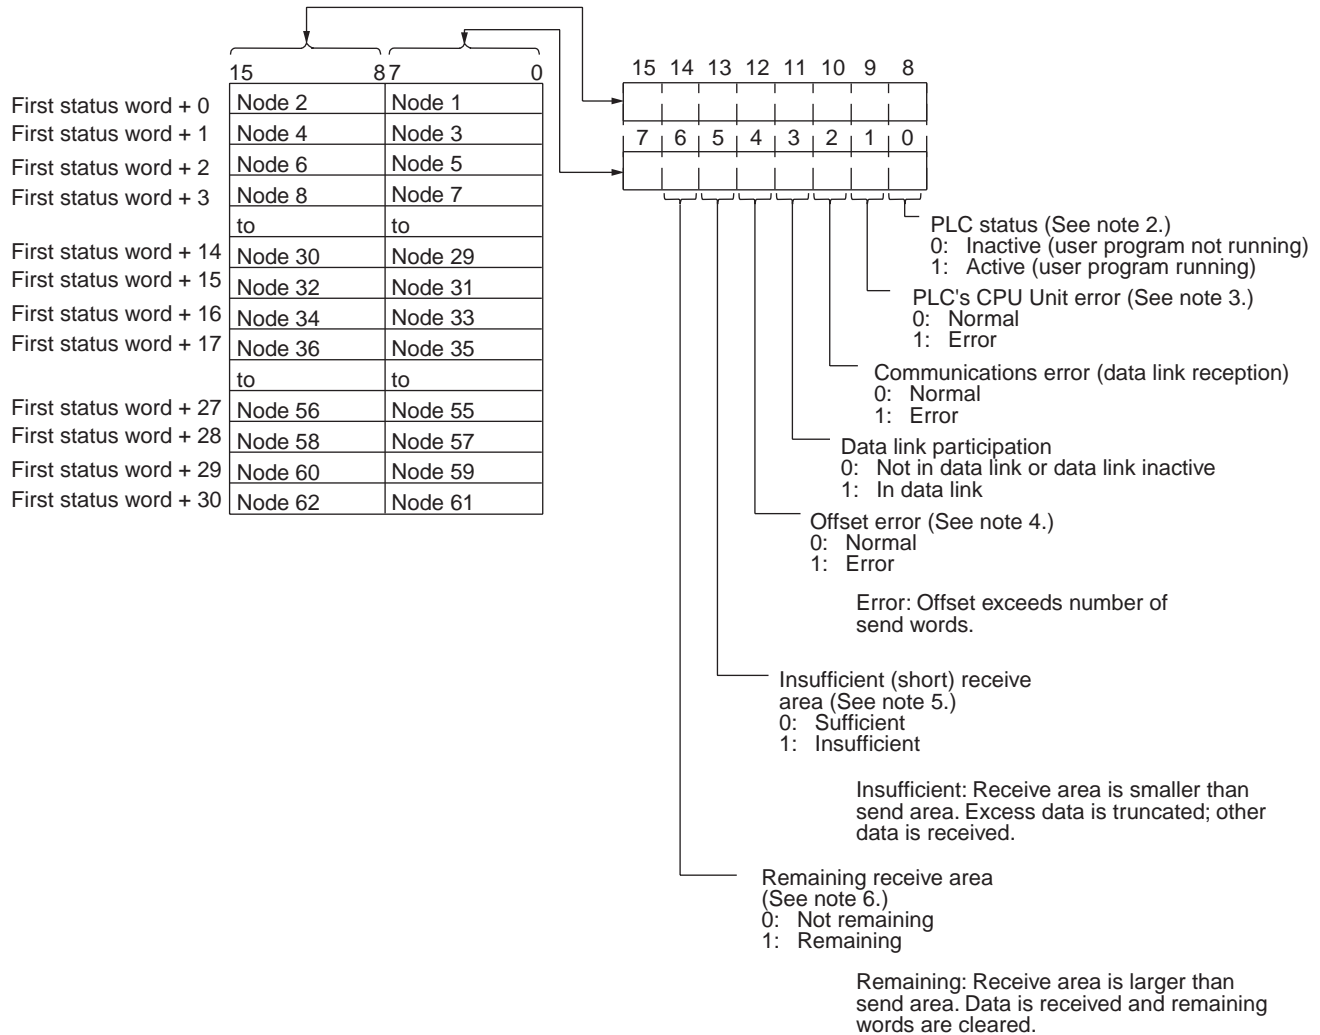 15 8 7 0
First status word + 0 Node 2 Node 1
First status word + 1 Node 4 Node 3
First status word + 2 Node 6 Node 5
First status word + 3 Node 8 Node 7
to to
First status word + 14 Node 30 Node 29
First status word + 15 Node 32 Node 31
First status word + 16 Node 34 Node 33
First status word + 17 Node 36 Node 35
to to
First status word + 27 Node 56 Node 55
First status word + 28 Node 58 Node 57
First status word + 29 Node 60 Node 59
First status word + 30 Node 62 Node 61
15 14 13 12 11 10 9 8
7 6 5 4 3 2 1 0
PLC status (See note 2.)
0: Inactive (user program not running)
1: Active (user program running)
PLC's CPU Unit error (See note 3.)
0: Normal
1: Error
Communications error (data link reception)
0: Normal
1: Error
Data link participation
0: Not in data link or data link inactive
1: In data link
Offset error (See note 4.)
0: Normal
1: Error
Error: Offset exceeds number of
send words.
Insufficient (short) receive
area (See note 5.)
0: Sufficient
1: Insufficient
Insufficient: Receive area is smaller than
send area. Excess data is truncated; other
data is received.
Remaining receive area
(See note 6.)
0: Not remaining
1: Remaining
Remaining: Receive area is larger than
send area. Data is received and remaining
words are cleared.